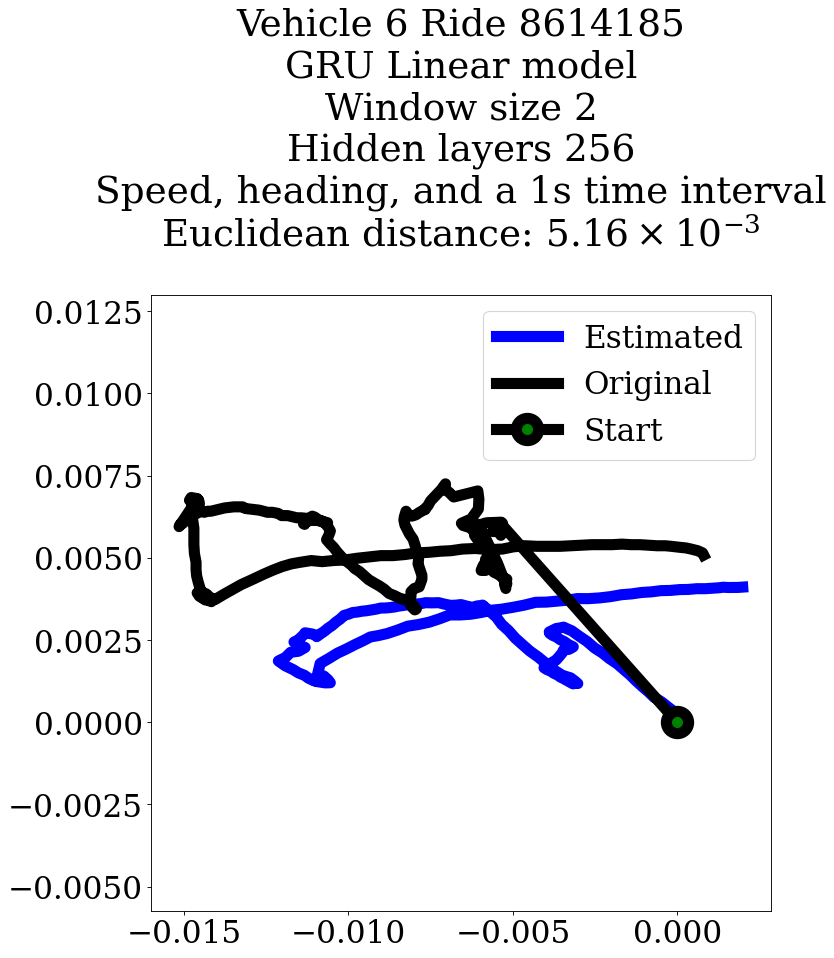 Vehicle 6 Ride 8614185
GRU Linear model
Window size 2
Hidden layers 256
Speed, heading, and a 1s time interval
Euclidean distance: 5.16 × 10⁻³
Estimated
Original
Start
0.0125
0.0100
0.0075
0.0050
0.0025
0.0000
−0.0025
−0.0050
−0.015 −0.010 −0.005 0.000